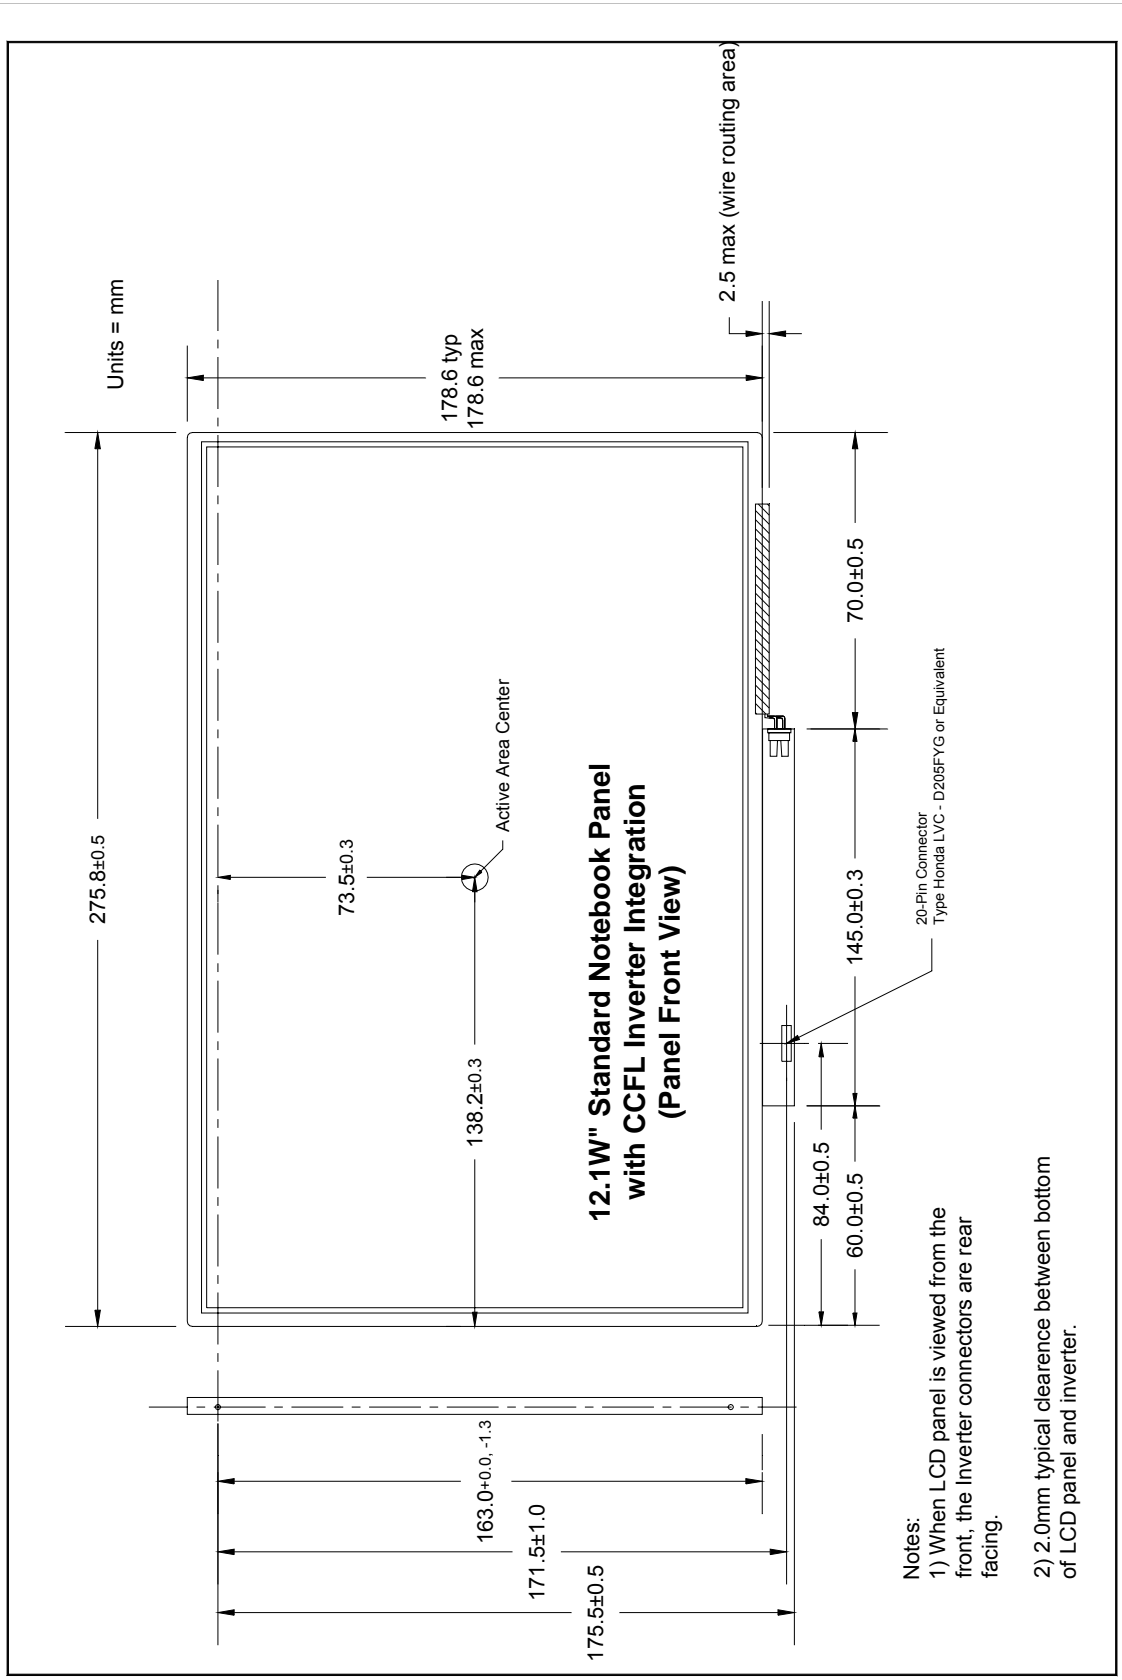 Units = mm
275.8±0.5
178.6 typ
178.6 max
2.5 max (wire routing area)
73.5±0.3
Active Area Center
138.2±0.3
12.1W" Standard Notebook Panel
with CCFL Inverter Integration
(Panel Front View)
163.0+0.0, -1.3
171.5±1.0
175.5±0.5
84.0±0.5
60.0±0.5
145.0±0.3
70.0±0.5
20-Pin Connector
Type Honda LVC - D205FYG or Equivalent
Notes:
1) When LCD panel is viewed from the
front, the Inverter connectors are rear
facing.
2) 2.0mm typical clearence between bottom
of LCD panel and inverter.